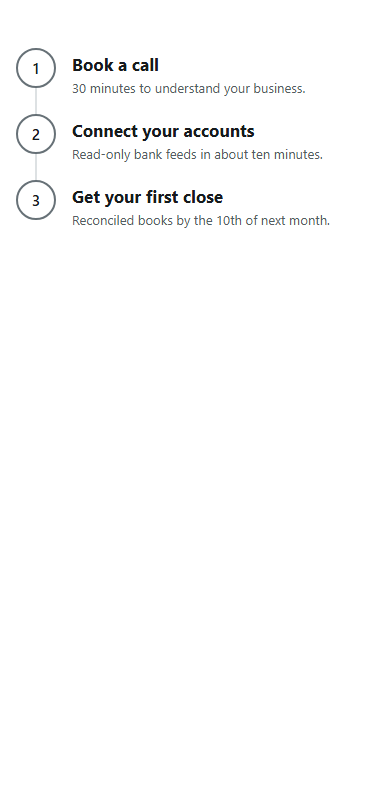 1
Book a call
30 minutes to understand your business.
2
Connect your accounts
Read-only bank feeds in about ten minutes.
3
Get your first close
Reconciled books by the 10th of next month.